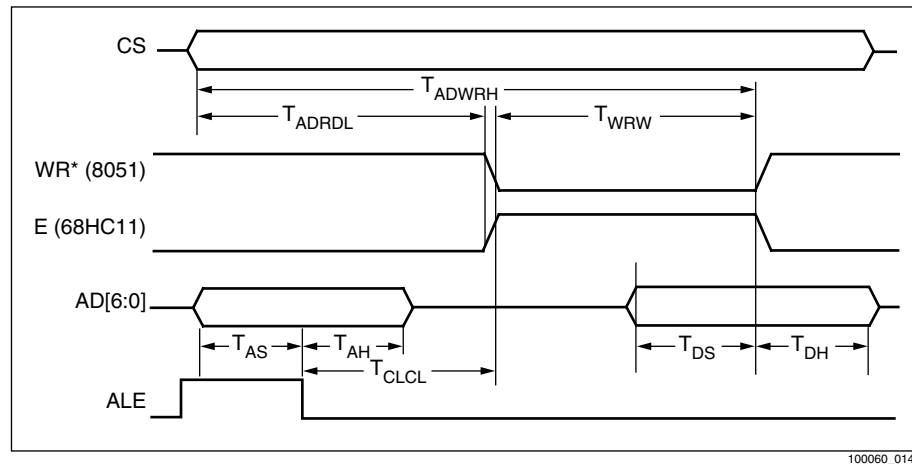 CS
T_ADWRH
T_ADRDL
T_WRW
WR* (8051)
E (68HC11)
AD[6:0]
T_AS
T_AH
T_DS
T_DH
T_CLCL
ALE
100060_014